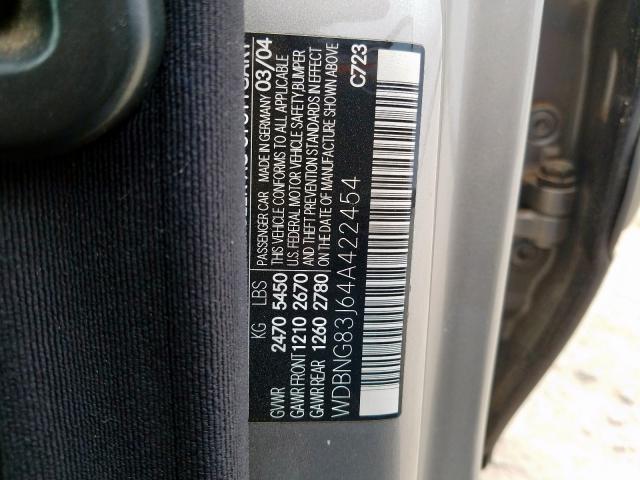 KG LBS
GVWR 2470 5450
GAWR FRONT 1210 2670
GAWR REAR 1260 2780
PASSENGER CAR MADE IN GERMANY 03/04
THIS VEHICLE CONFORMS TO ALL APPLICABLE
U.S. FEDERAL MOTOR VEHICLE SAFETY, BUMPER
AND THEFT PREVENTION STANDARDS IN EFFECT
ON THE DATE OF MANUFACTURE SHOWN ABOVE
WDBNG83J64A422454
C723